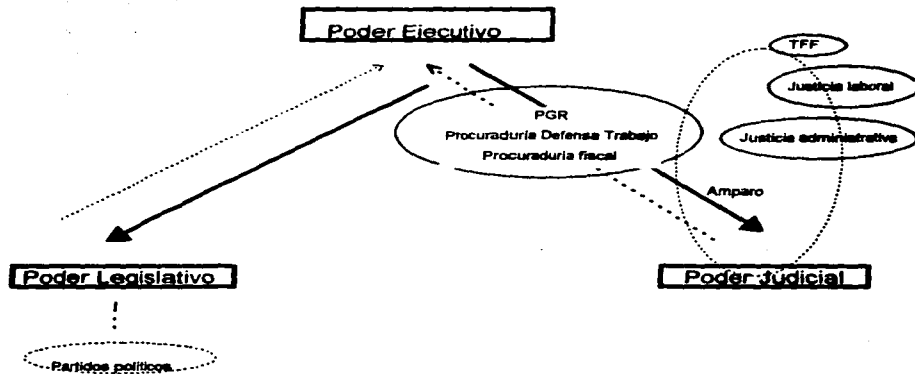 Poder Ejecutivo
TFF
Justicia laboral
PGR
Procuraduría Defensa Trabajo
Procuraduría fiscal
Justicia administrativa
Amparo
Poder Legislativo
Poder Judicial
Partidos políticos